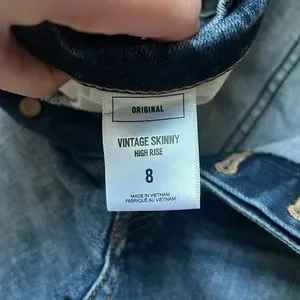 ORIGINAL
VINTAGE SKINNY
HIGH RISE
8
MADE IN VIETNAM
FABRIQUÉ AU VIETNAM